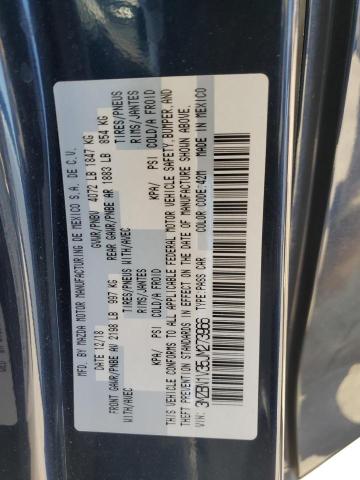 MFD. BY MAZDA MOTOR MANUFACTURING DE MEXICO S.A. DE C.V.
DATE 12/18 GVWR/PNBV 4072 LB 1847 KG
FRONT GAWR/PNBE AV 2198 LB 997 KG REAR GAWR/PNBE AR 1883 LB 854 KG
WITH/AVEC TIRES/PNEUS WITH/AVEC TIRES/PNEUS
RIMS/JANTES RIMS/JANTES
KPA/ PSI COLD/A FROID KPA/ PSI COLD/A FROID
THIS VEHICLE CONFORMS TO ALL APPLICABLE FEDERAL MOTOR VEHICLE SAFETY, BUMPER, AND
THEFT PREVENTION STANDARDS IN EFFECT ON THE DATE OF MANUFACTURE SHOWN ABOVE.
VIN: TYPE:PASS CAR COLOR:CODE:42M MADE IN MEXICO